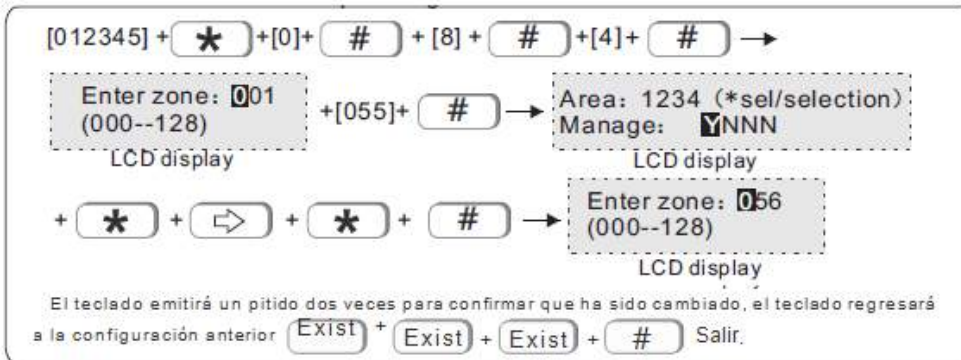 [012345] + * +[0]+ # + [8] + # +[4]+ # →
Enter zone: 001 +[055]+ # → Area: 1234 (*sel/selection)
(000--128) Manage: YNNN
LCD display LCD display
+ * + ⇨ + * + # → Enter zone: 056
(000--128)
LCD display
El teclado emitirá un pitido dos veces para confirmar que ha sido cambiado, el teclado regresará
a la configuración anterior Exist + Exist + Exist + # Salir.